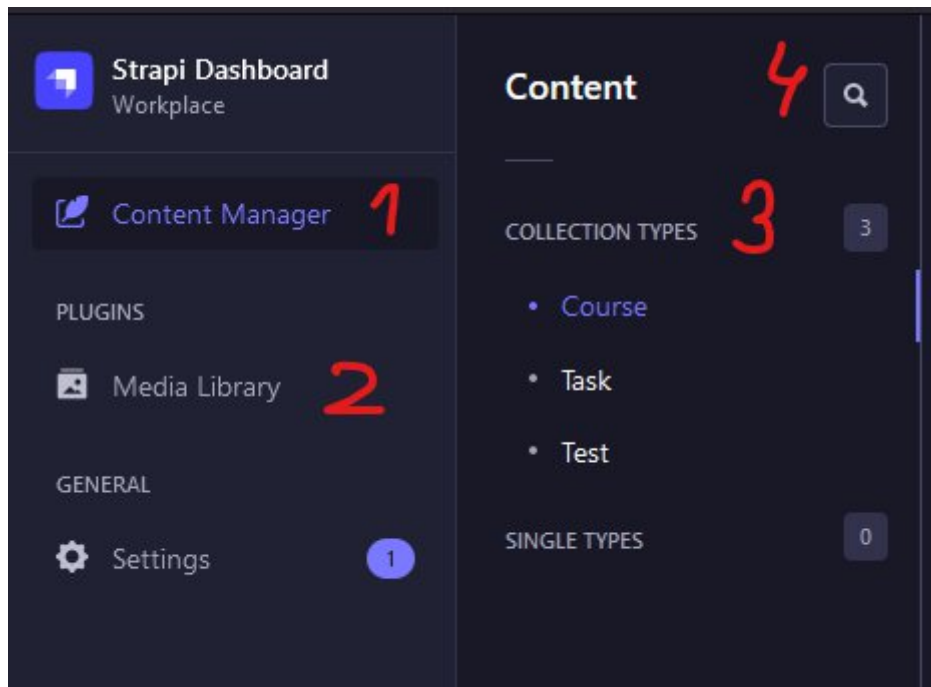 Strapi Dashboard
Workplace
Content Manager 1
PLUGINS
Media Library 2
GENERAL
Settings 1
Content 4
COLLECTION TYPES 3 3
Course
Task
Test
SINGLE TYPES 0